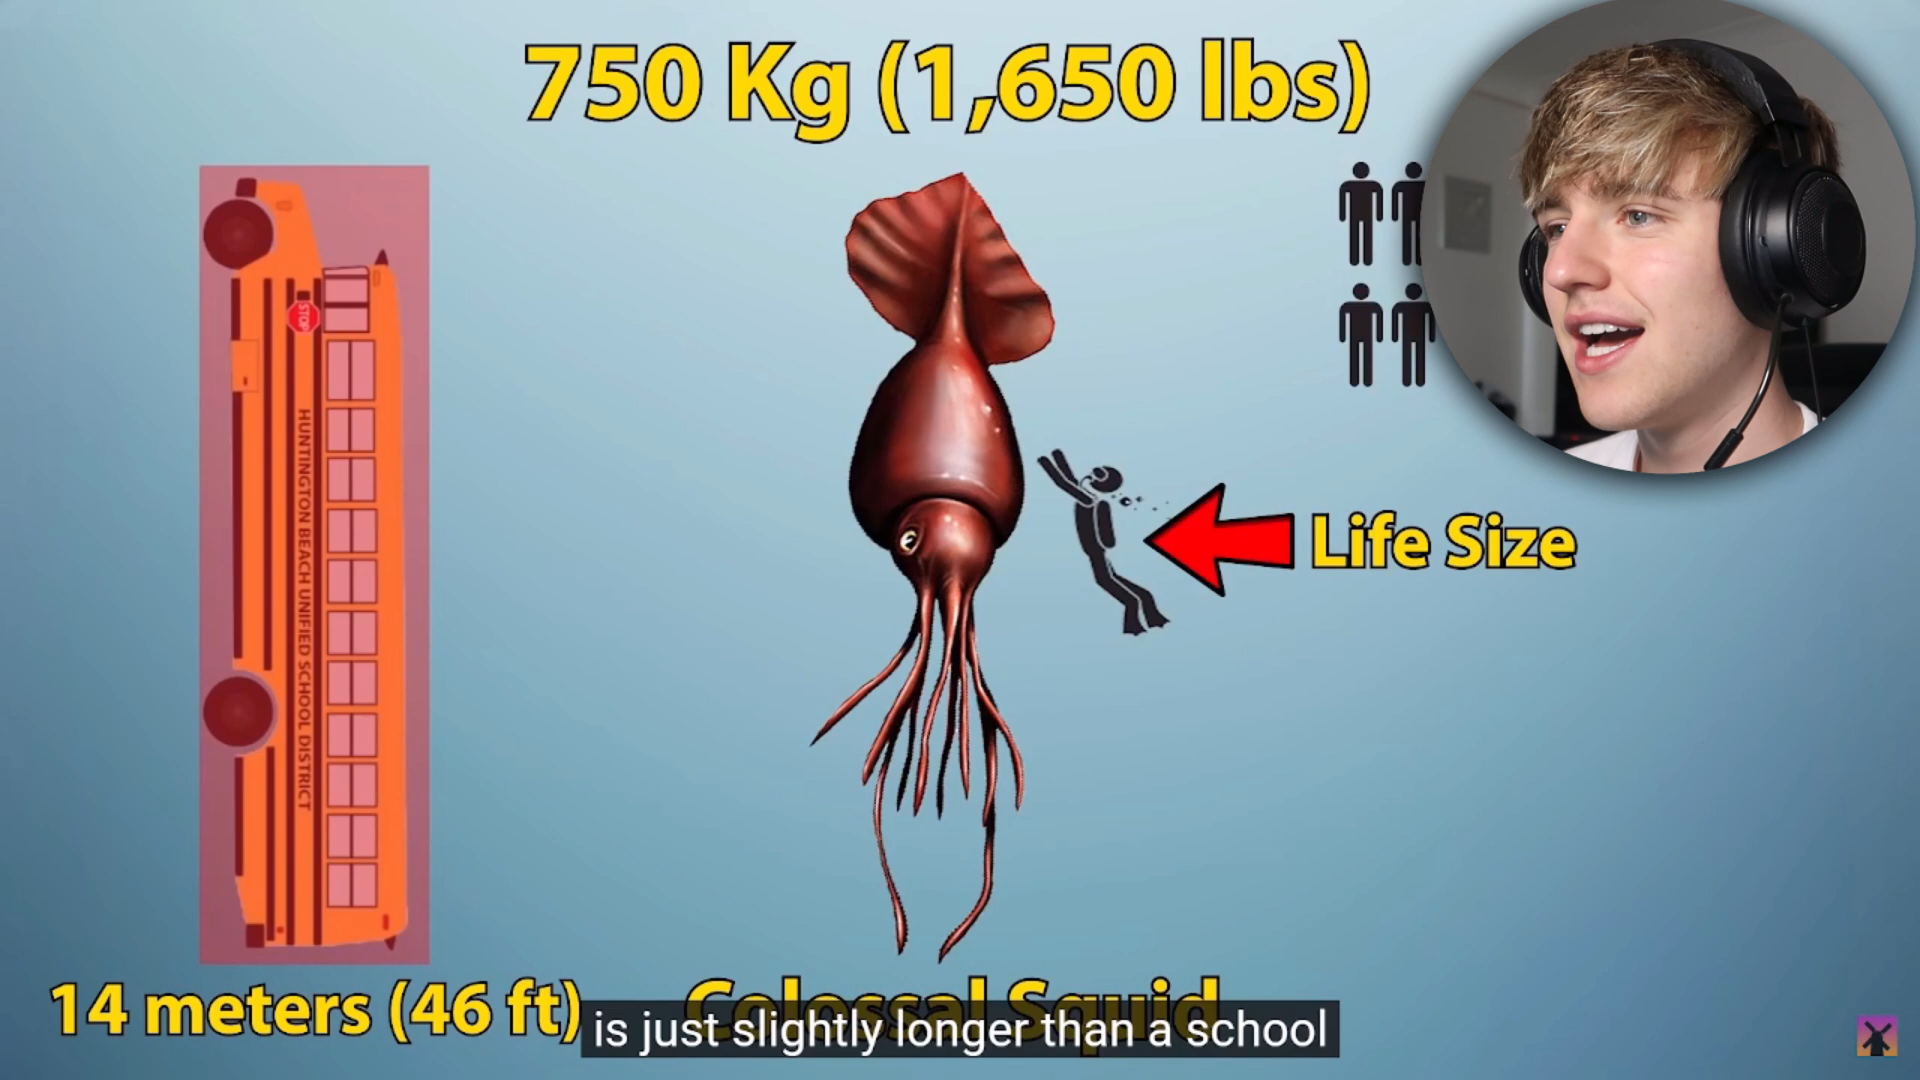 750 Kg (1,650 lbs)
STOP
HUNTINGTON BEACH UNIFIED SCHOOL DISTRICT
Life Size
14 meters (46 ft)
Colossal Squid
is just slightly longer than a school